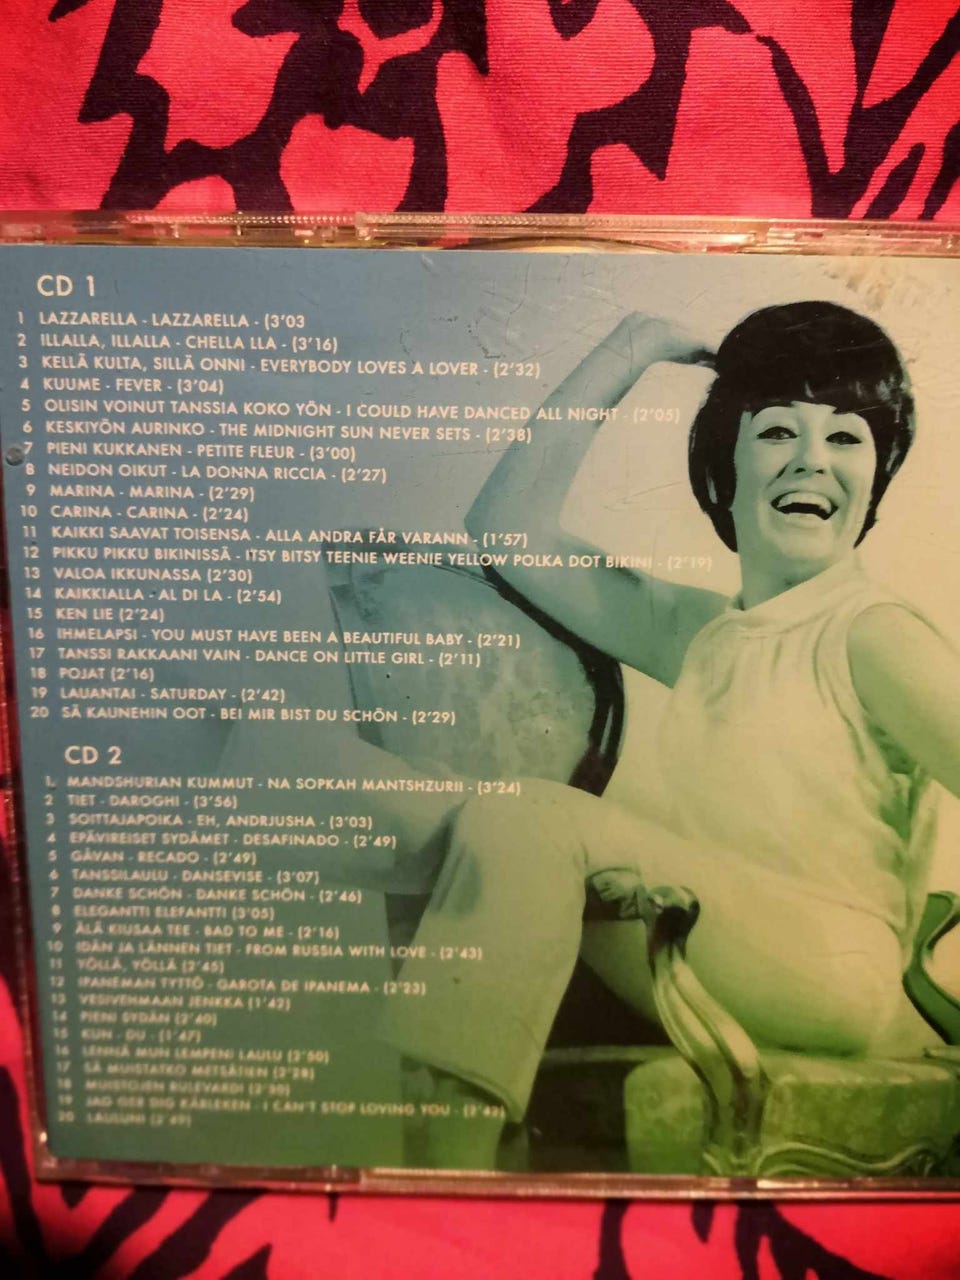 CD 1
1 LAZZARELLA - LAZZARELLA - (3'03
2 ILLALLA, ILLALLA - CHELLA LLA - (3'16)
3 KELLÄ KULTA, SILLÄ ONNI - EVERYBODY LOVES A LOVER - (2'32)
4 KUUME - FEVER - (3'04)
5 OLISIN VOINUT TANSSIA KOKO YÖN - I COULD HAVE DANCED ALL NIGHT - (2'05)
6 KESKIYÖN AURINKO - THE MIDNIGHT SUN NEVER SETS - (2'38)
7 PIENI KUKKANEN - PETITE FLEUR - (3'00)
8 NEIDON OIKUT - LA DONNA RICCIA - (2'27)
9 MARINA - MARINA - (2'29)
10 CARINA - CARINA - (2'24)
11 KAIKKI SAAVAT TOISENSA - ALLA ANDRA FÅR VARANN - (1'57)
12 PIKKU PIKKU BIKINISSÄ - ITSY BITSY TEENIE WEENIE YELLOW POLKA DOT BIKINI - (2'19)
13 VALOA IKKUNASSA (2'30)
14 KAIKKIALLA - AL DI LA - (2'54)
15 KEN LIE (2'24)
16 IHMELAPSI - YOU MUST HAVE BEEN A BEAUTIFUL BABY - (2'21)
17 TANSSI RAKKAANI VAIN - DANCE ON LITTLE GIRL - (2'11)
18 POJAT (2'16)
19 LAUANTAI - SATURDAY - (2'42)
20 SÄ KAUNEHIN OOT - BEI MIR BIST DU SCHÖN - (2'29)
CD 2
1. MANDSHURIAN KUMMUT - NA SOPKAH MANTSHZURII - (3'24)
2 TIET - DAROGHI - (3'56)
3 SOITTAJAPOIKA - EH, ANDRJUSHA - (3'03)
4 EPÄVIREISET SYDÄMET - DESAFINADO - (2'49)
5 GÅVAN - RECADO - (2'49)
6 TANSSILAULU - DANSEVISE - (3'07)
7 DANKE SCHÖN - DANKE SCHÖN - (2'46)
8 ELEGANTTI ELEFANTTI (3'05)
9 ÄLÄ KIUSAA TEE - BAD TO ME - (2'16)
10 IDÄN JA LÄNNEN TIET - FROM RUSSIA WITH LOVE - (2'43)
11 YÖLLÄ, YÖLLÄ (2'45)
12 IPANEMAN TYTTÖ - GAROTA DE IPANEMA - (2'23)
13 VESIVEHMAAN JENKKA (1'42)
14 PIENI SYDÄN (2'40)
15 KUN - DU - (1'47)
16 LENNÄ MUN LEMPENI LAULU (2'50)
17 SÄ MUISTATKO METSÄTIEN (2'28)
18 MUISTOJEN BULEVARDI (2'30)
19 JAG GER DIG KÄRLEKEN - I CAN'T STOP LOVING YOU - (2'42)
20 LAULUNI